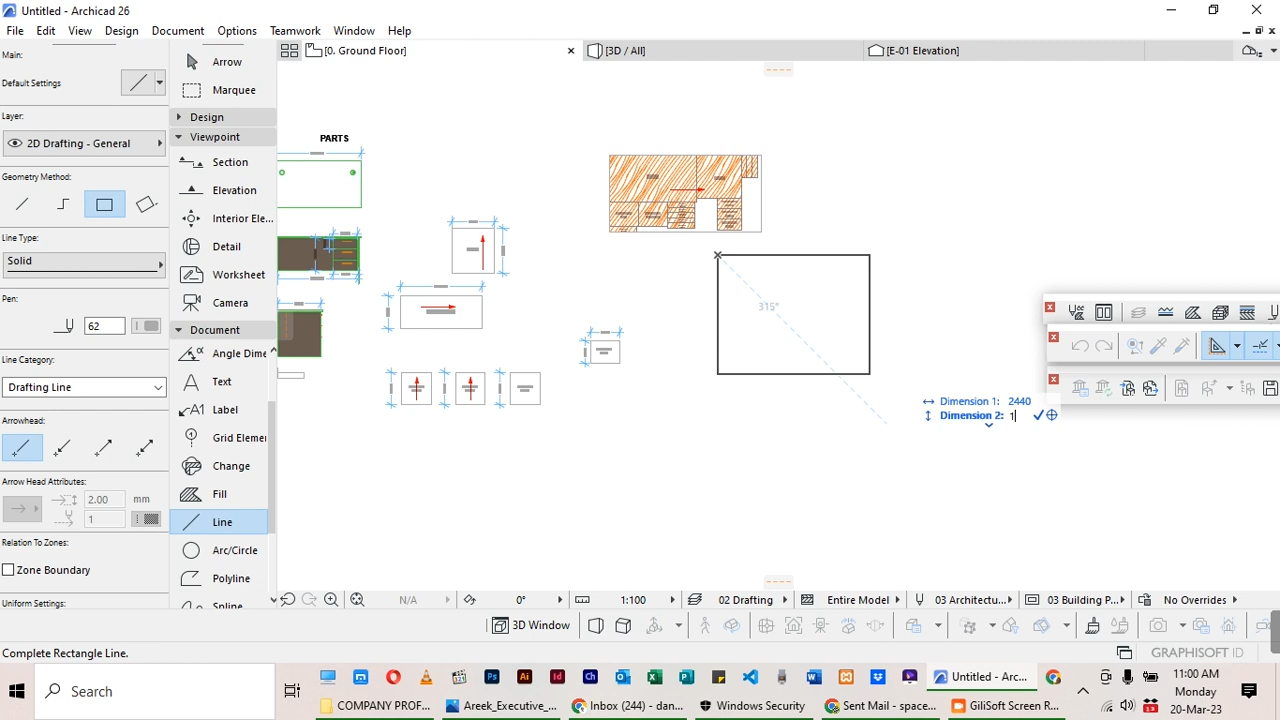 Untitled - Archicad 26
File Edit View Design Document Options Teamwork Window Help
Main:
Default Settings
Layer:
2D Drafting - General
Geometry Method:
Line Type:
Solid
Pen:
62
Line Category:
Drafting Line
Arrowhead:
Arrow Head Attributes:
2.00 mm
1
Relation To Zones:
Zone Boundary
Uniform Settings:
Arrow
Marquee
Design
Viewpoint
Section
Elevation
Interior Ele...
Detail
Worksheet
Camera
Document
Angle Dime
Text
Label
Grid Elemen
Change
Fill
Line
Arc/Circle
Polyline
Spline
[0. Ground Floor]
[3D / All]
[E-01 Elevation]
PARTS
315°
Dimension 1: 2440
Dimension 2: 1
N/A 0° 1:100 02 Drafting Entire Model 03 Architectu... 03 Building P... No Overrides
3D Window
Complete Rectangle Line.
GRAPHISOFT ID
Search
Untitled - Arc...
COMPANY PROF...
Areek_Executive_...
Inbox (244) - dan...
Windows Security
Sent Mail - space...
GiliSoft Screen R...
11:00 AM
Monday
20-Mar-23